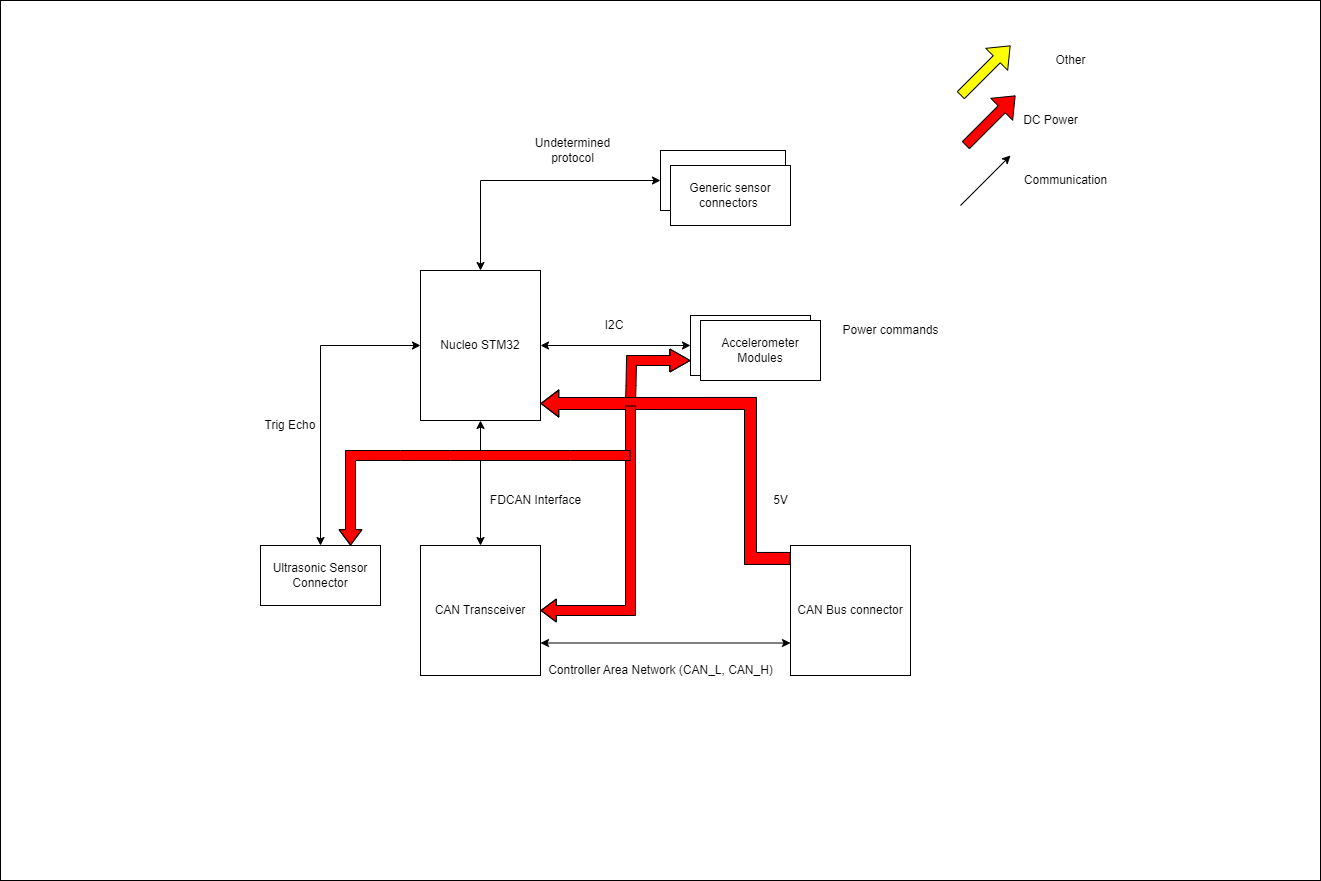 Other
DC Power
Communication
Undetermined
protocol
Generic sensor
connectors
Nucleo STM32
I2C
Accelerometer
Modules
Power commands
Trig Echo
FDCAN Interface
5V
Ultrasonic Sensor
Connector
CAN Transceiver
CAN Bus connector
Controller Area Network (CAN_L, CAN_H)